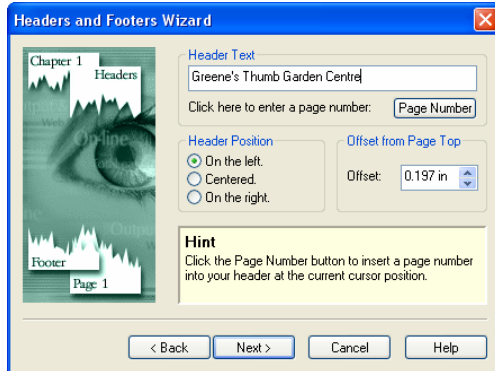 Headers and Footers Wizard
Chapter 1
Headers
On-line
Footer
Page 1
Header Text
Greene's Thumb Garden Centre
Click here to enter a page number:
Page Number
Header Position
On the left.
Centered.
On the right.
Offset from Page Top
Offset:
0.197 in
Hint
Click the Page Number button to insert a page number
into your header at the current cursor position.
< Back
Next >
Cancel
Help